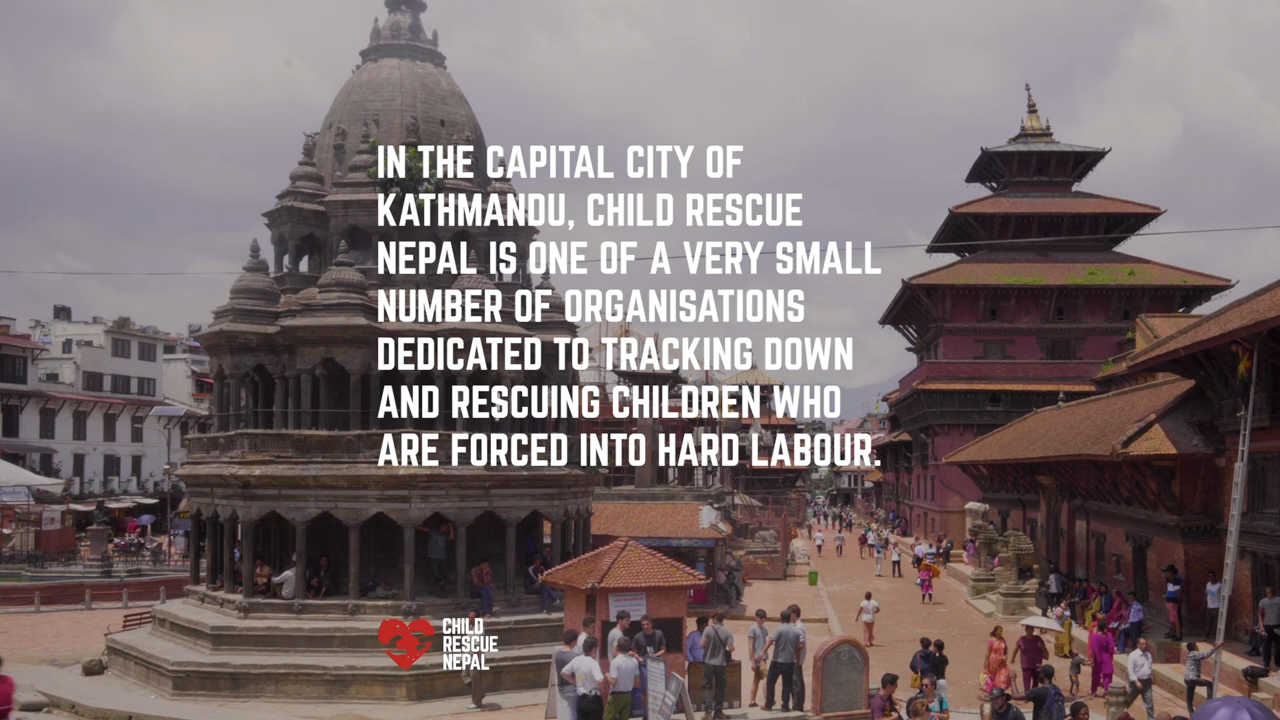 IN THE CAPITAL CITY OF
KATHMANDU, CHILD RESCUE
NEPAL IS ONE OF A VERY SMALL
NUMBER OF ORGANISATIONS
DEDICATED TO TRACKING DOWN
AND RESCUING CHILDREN WHO
ARE FORCED INTO HARD LABOUR.
CHILD
RESCUE
NEPAL